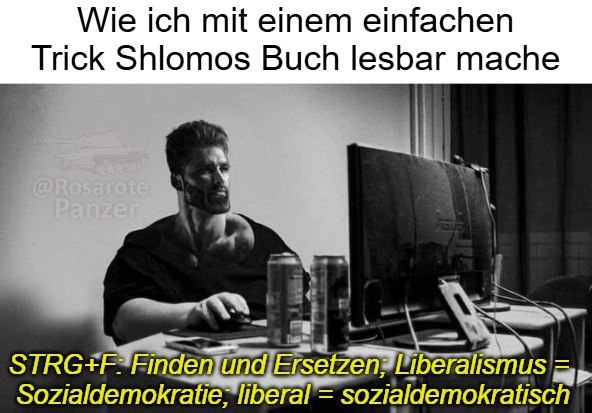 Wie ich mit einem einfachen
Trick Shlomos Buch lesbar mache
@Rosarote
Panzer
STRG+F: Finden und Ersetzen; Liberalismus =
Sozialdemokratie; liberal = sozialdemokratisch